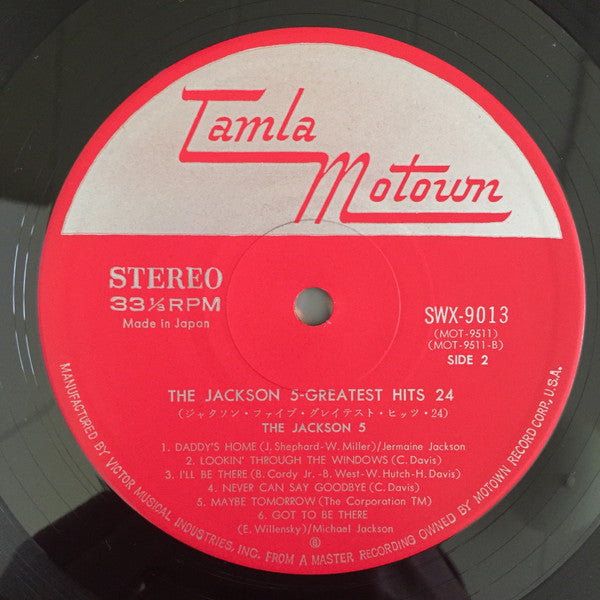 Tamla
Motown
STEREO
33⅓RPM
Made in Japan
SWX-9013
(MOT-9511)
(MOT-9511-B)
SIDE 2
THE JACKSON 5-GREATEST HITS 24
(ジャクソン・ファイブ・グレイテスト・ヒッツ・24)
THE JACKSON 5
1. DADDY'S HOME (J. Shephard-W. Miller)/Jermaine Jackson
2. LOOKIN' THROUGH THE WINDOWS (C. Davis)
3. I'LL BE THERE (B. Cordy Jr.-B. West-W. Hutch-H. Davis)
4. NEVER CAN SAY GOODBYE (C. Davis)
5. MAYBE TOMORROW (The Corporation TM)
6. GOT TO BE THERE
(E. Willensky)/Michael Jackson
MANUFACTURED BY VICTOR MUSICAL INDUSTRIES, INC. FROM A MASTER RECORDING OWNED BY MOTOWN RECORD CORP., U.S.A.